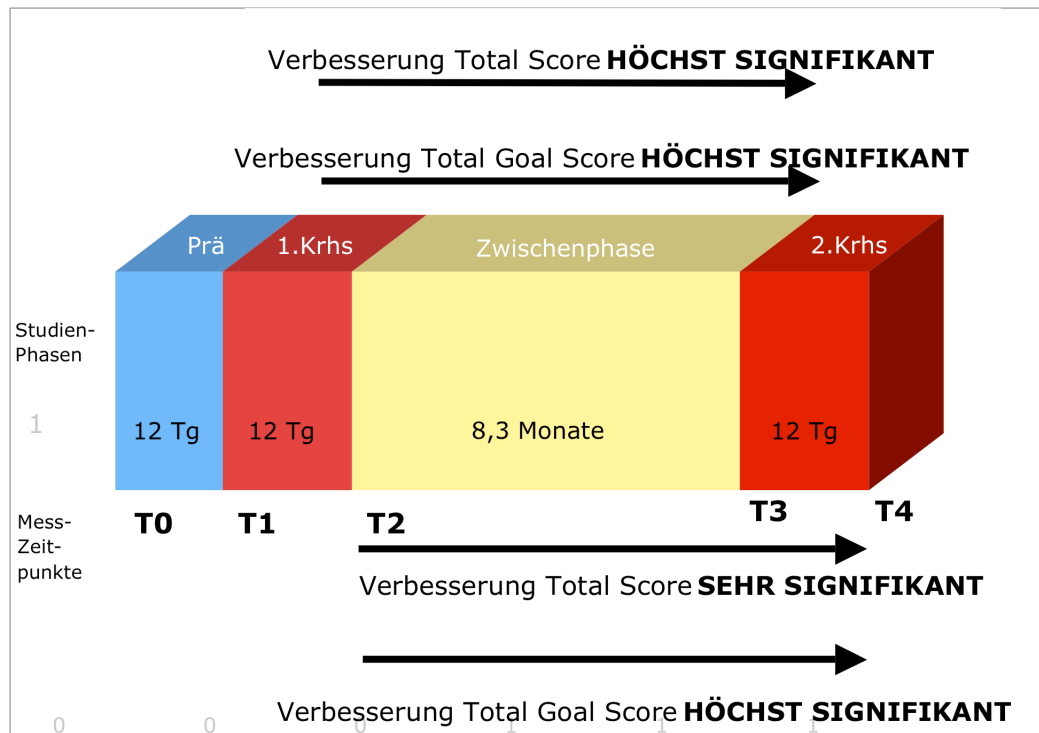 Verbesserung Total Score HÖCHST SIGNIFIKANT
Verbesserung Total Goal Score HÖCHST SIGNIFIKANT
Prä 1.Krhs Zwischenphase 2.Krhs
Studien-
Phasen
1
12 Tg 12 Tg 8,3 Monate 12 Tg
T0 T1 T2 T3 T4
Mess-
Zeit-
punkte
Verbesserung Total Score SEHR SIGNIFIKANT
Verbesserung Total Goal Score HÖCHST SIGNIFIKANT
0 0 0 1 1 1